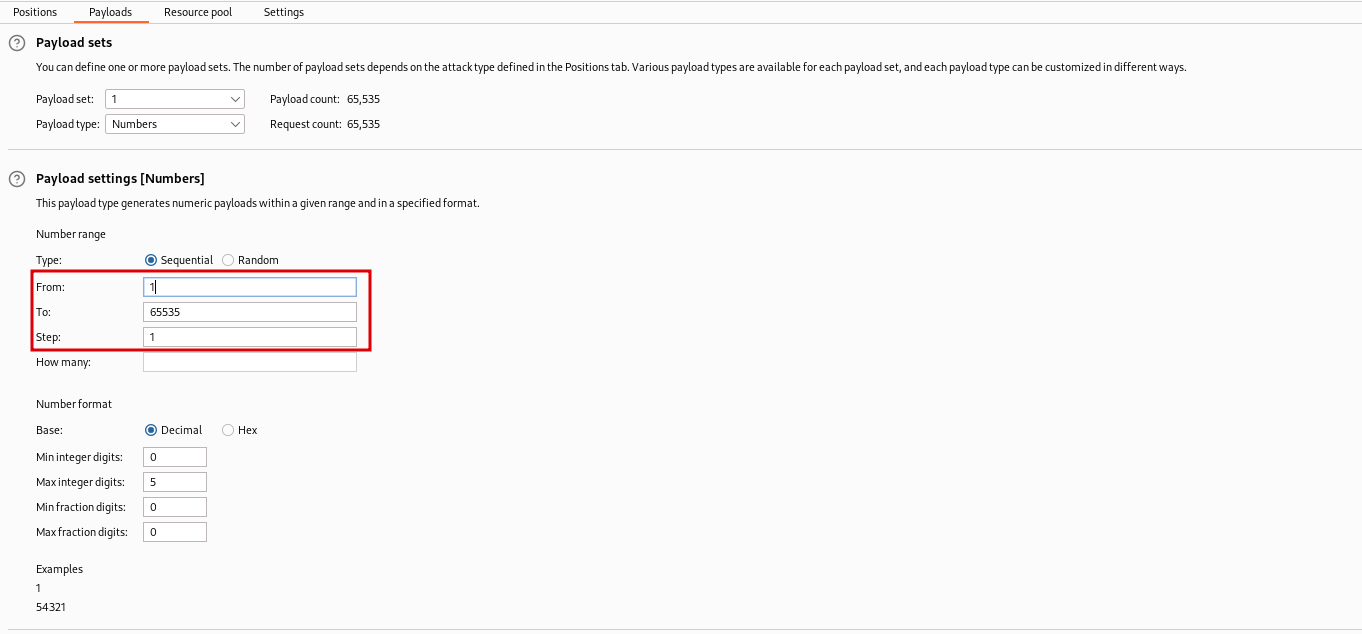 Positions Payloads Resource pool Settings
Payload sets
You can define one or more payload sets. The number of payload sets depends on the attack type defined in the Positions tab. Various payload types are available for each payload set, and each payload type can be customized in different ways.
Payload set: 1 Payload count: 65,535
Payload type: Numbers Request count: 65,535
Payload settings [Numbers]
This payload type generates numeric payloads within a given range and in a specified format.
Number range
Type: Sequential Random
From: 1
To: 65535
Step: 1
How many:
Number format
Base: Decimal Hex
Min integer digits: 0
Max integer digits: 5
Min fraction digits: 0
Max fraction digits: 0
Examples
1
54321